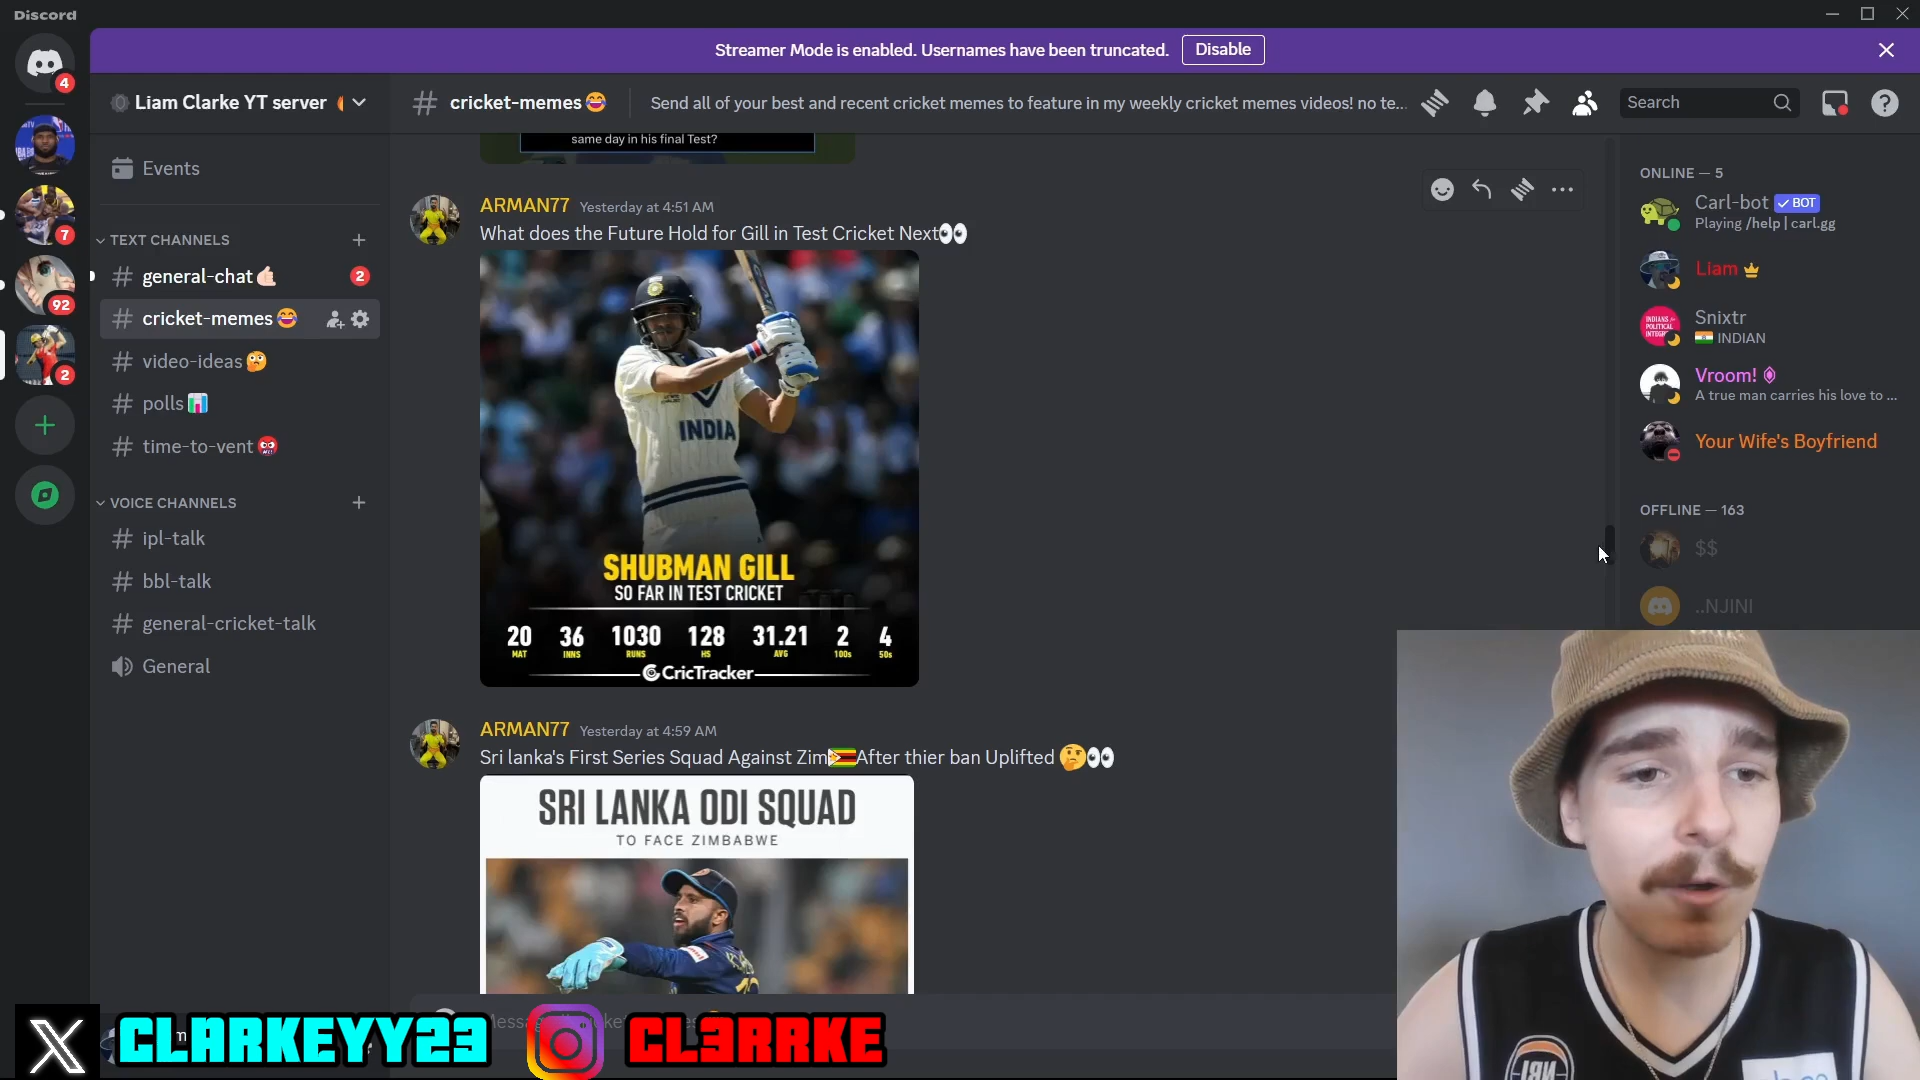 Discord
Streamer Mode is enabled. Usernames have been truncated.
Disable
4
7
92
2
Liam Clarke YT server
Events
TEXT CHANNELS
general-chat
2
cricket-memes
video-ideas
polls
time-to-vent
VOICE CHANNELS
ipl-talk
bbl-talk
general-cricket-talk
General
cricket-memes
Send all of your best and recent cricket memes to feature in my weekly cricket memes videos! no te...
Search
same day in his final Test?
ARMAN77 Yesterday at 4:51 AM
What does the Future Hold for Gill in Test Cricket Next
INDIA
SHUBMAN GILL
SO FAR IN TEST CRICKET
20 36 1030 128 31.21 2 4
MAT INNS RUNS HS AVG 100s 50s
CricTracker
ARMAN77 Yesterday at 4:59 AM
Sri lanka's First Series Squad Against Zim After thier ban Uplifted
SRI LANKA ODI SQUAD
TO FACE ZIMBABWE
ONLINE — 5
Carl-bot BOT
Playing /help | carl.gg
Liam
Snixtr
INDIAN
Vroom!
A true man carries his love to ...
Your Wife's Boyfriend
OFFLINE — 163
$$
..NJINI
CLARKEYY23
CL3RRKE